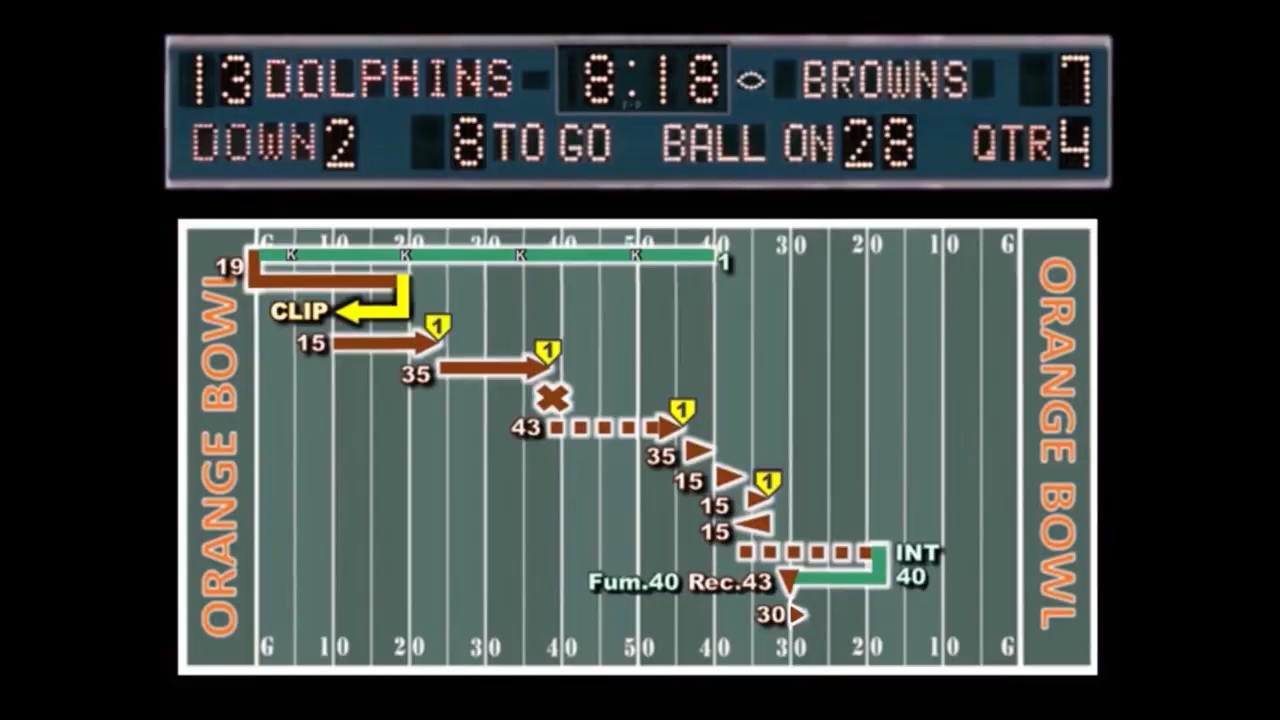 13 DOLPHINS 8:18 BROWNS 7
DOWN 2 8 TO GO BALL ON 28 QTR 4
G 10 20 30 40 50 40 30 20 10 G
K K K K
1
19
CLIP
1
15
1
35
43
1
35
15
1
15
15
INT
40
Fum.40 Rec.43
30
G 10 20 30 40 50 40 30 20 10 G
ORANGE BOWL
ORANGE BOWL